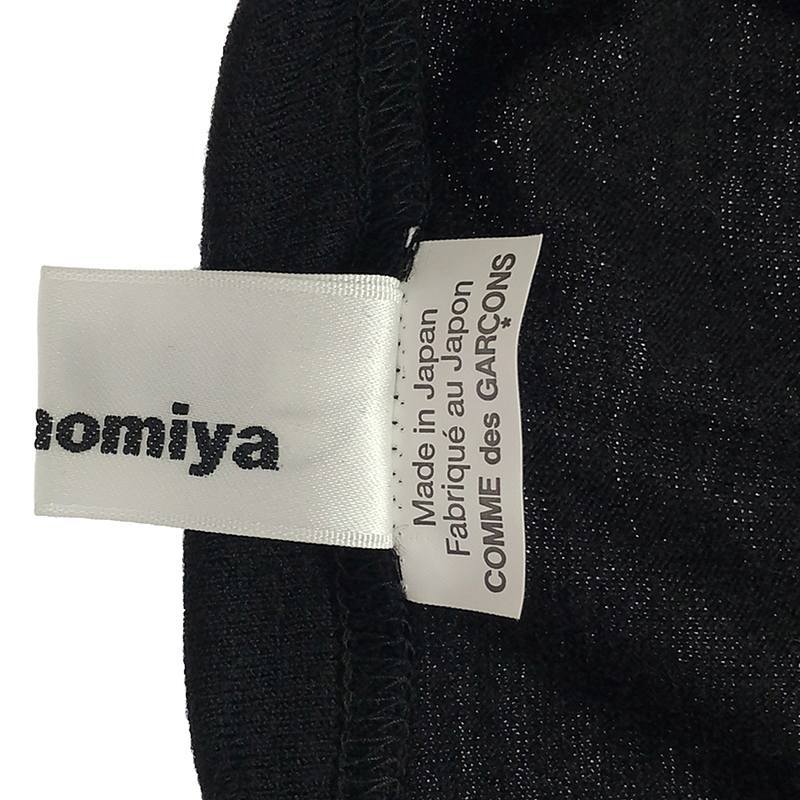 nomiya
Made in Japan
Fabriqué au Japon
COMME des GARÇONS
*